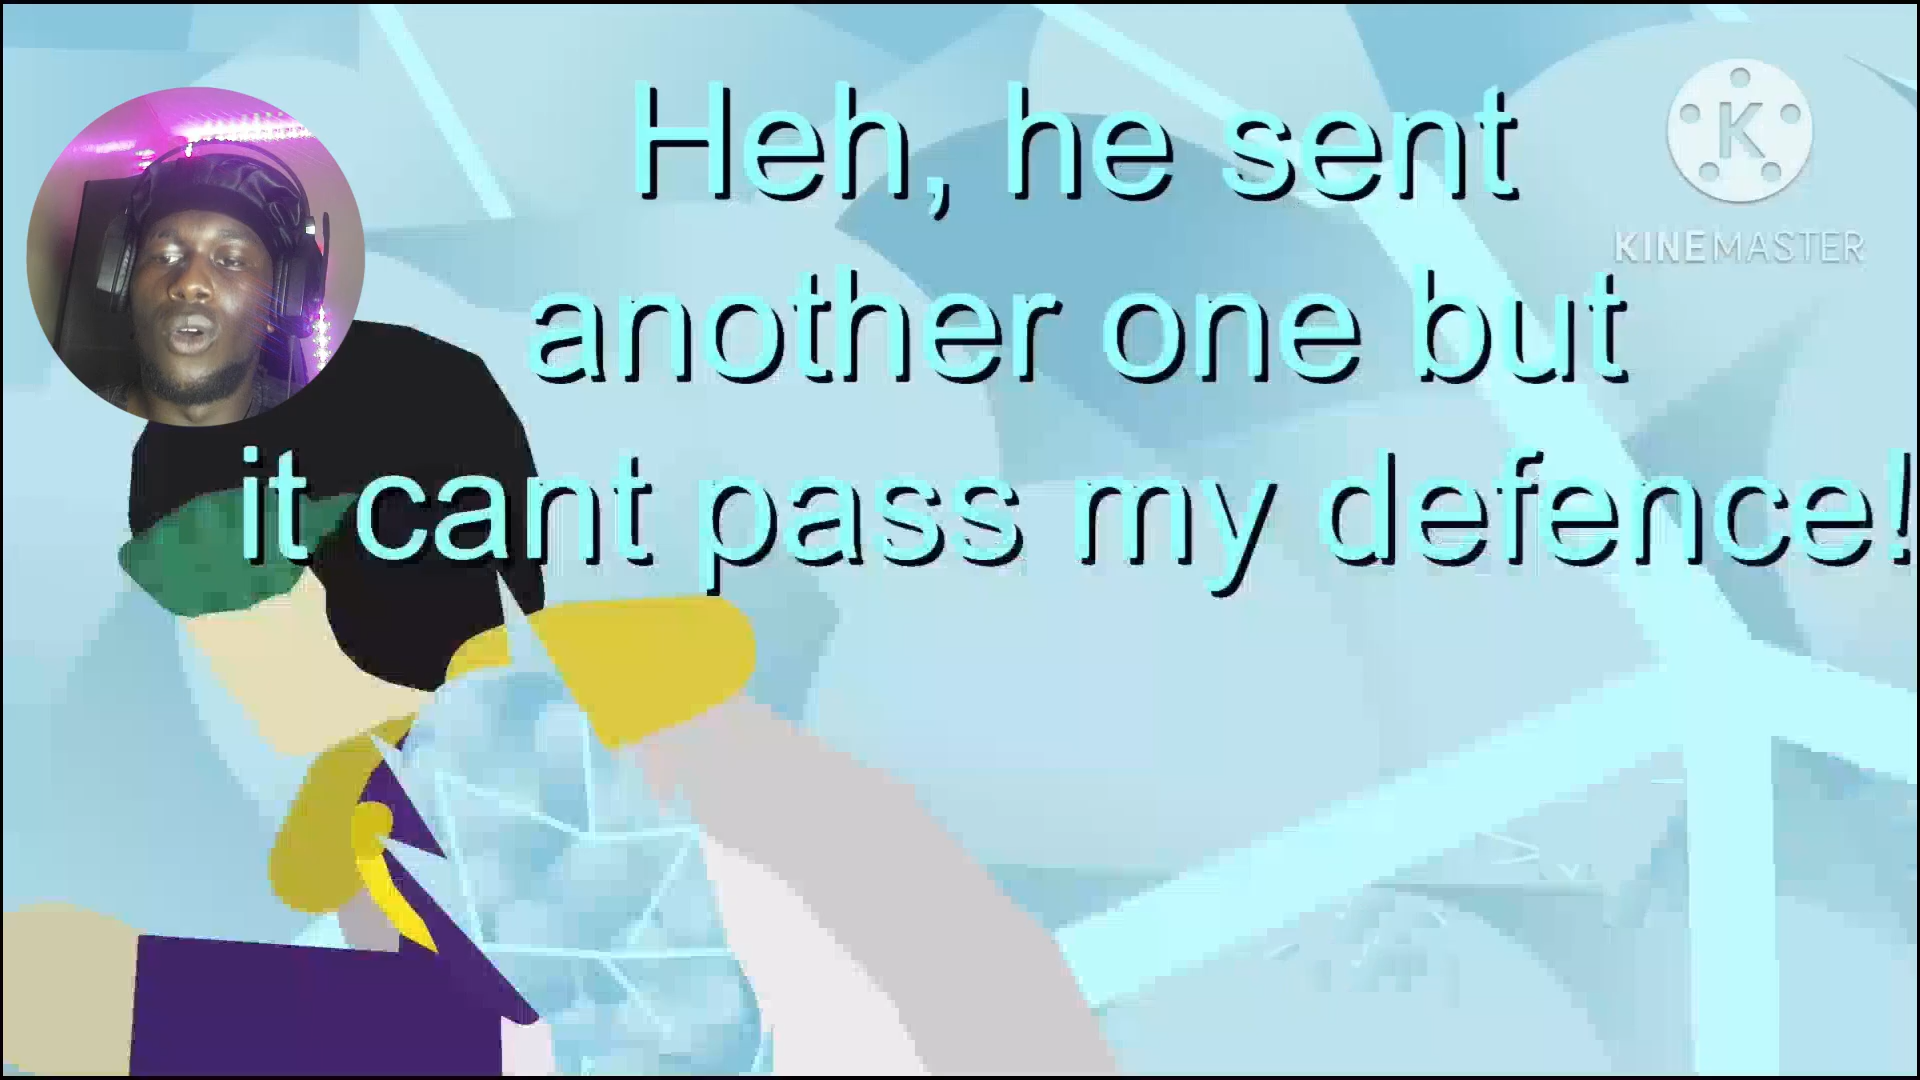 Heh, he sent
another one but
it cant pass my defence!
K
KINEMASTER